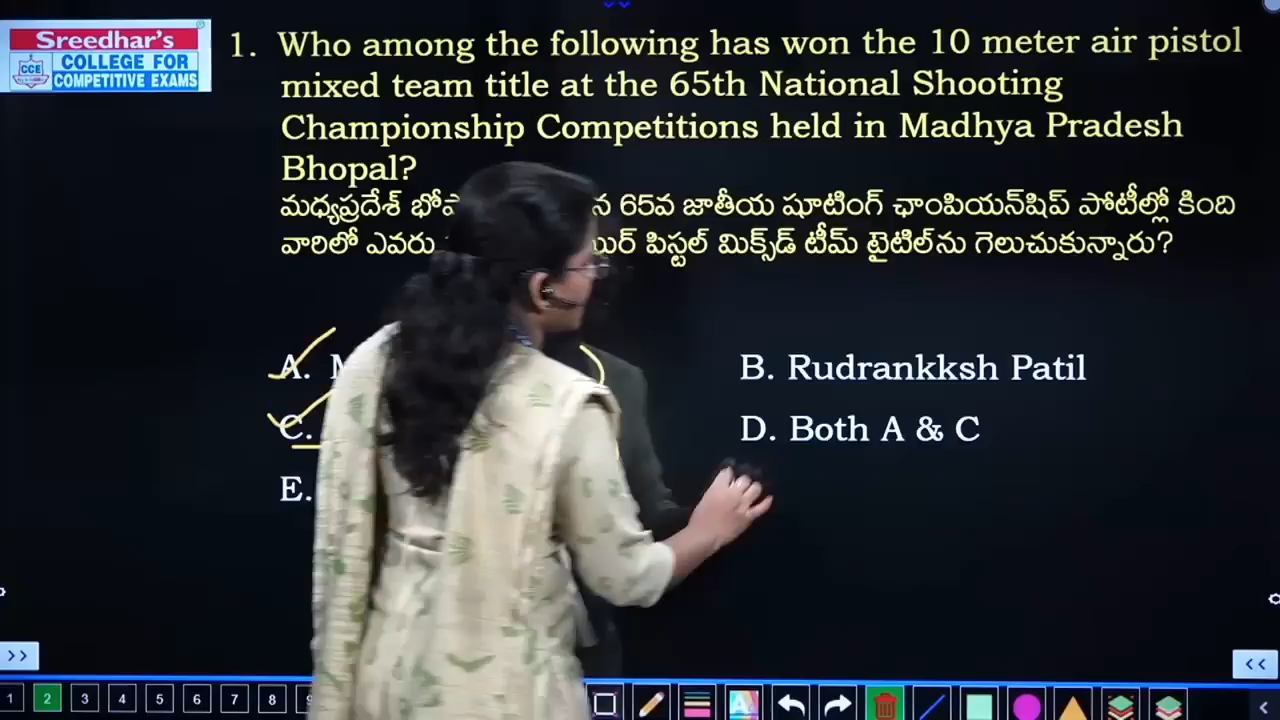 Sreedhar's
COLLEGE FOR
CCE
COMPETITIVE EXAMS
1. Who among the following has won the 10 meter air pistol
mixed team title at the 65th National Shooting
Championship Competitions held in Madhya Pradesh
Bhopal?
మధ్యప్రదేశ్ 65వ జాతీయ షూటింగ్ ఛాంపియన్‌షిప్ పోటీల్లో కింది
వారిలో ఎవరు పిస్టల్ మిక్స్‌డ్ టీమ్ టైటిల్‌ను గెలుచుకున్నారు?
A.
B. Rudrankksh Patil
C.
D. Both A & C
E.
>> <<
1 2 3 4 5 6 7 8